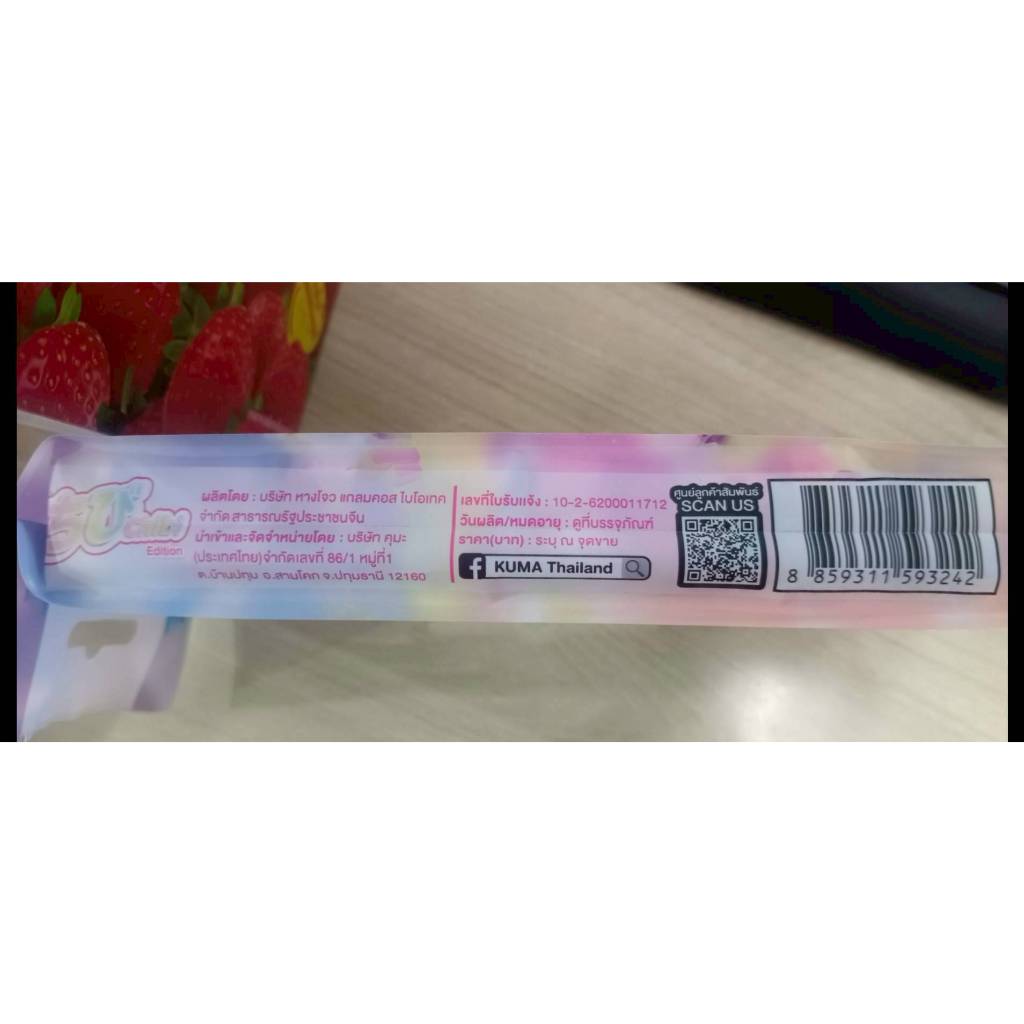 Edition
ผลิตโดย : บริษัท หางโจว แกลมคอส ไบโอเทค
จำกัด สาธารณรัฐประชาชนจีน
นำเข้าและจัดจำหน่ายโดย : บริษัท คุมะ
(ประเทศไทย)จำกัดเลขที่ 86/1 หมู่ที่1
ต.บ้านปทุม อ.สามโคก จ.ปทุมธานี 12160
เลขที่ใบรับแจ้ง : 10-2-6200011712
วันผลิต/หมดอายุ : ดูที่บรรจุภัณฑ์
ราคา(บาท) : ระบุ ณ จุดขาย
KUMA Thailand
ศูนย์ลูกค้าสัมพันธ์
SCAN US
8 859311 593242